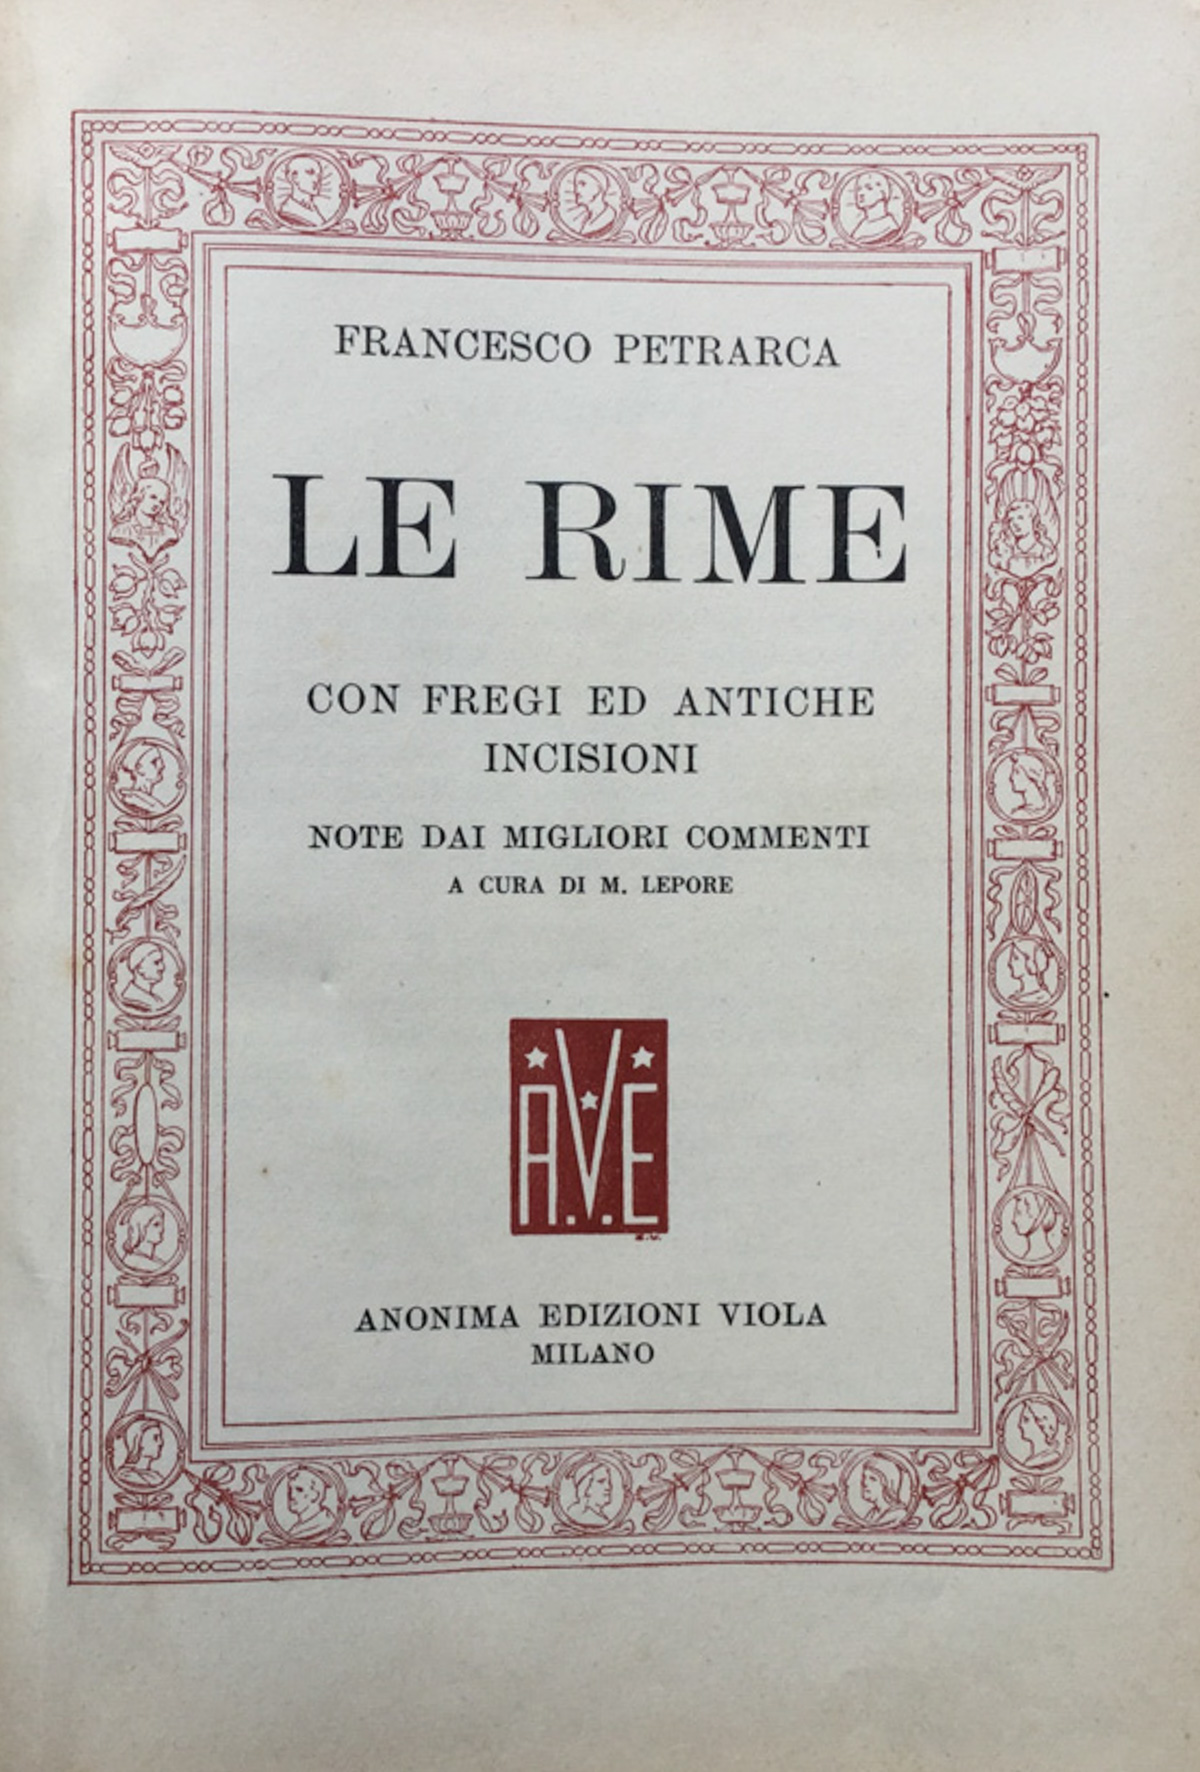 FRANCESCO PETRARCA
LE RIME
CON FREGI ED ANTICHE
INCISIONI
NOTE DAI MIGLIORI COMMENTI
A CURA DI M. LEPORE
A.V.E
ANONIMA EDIZIONI VIOLA
MILANO